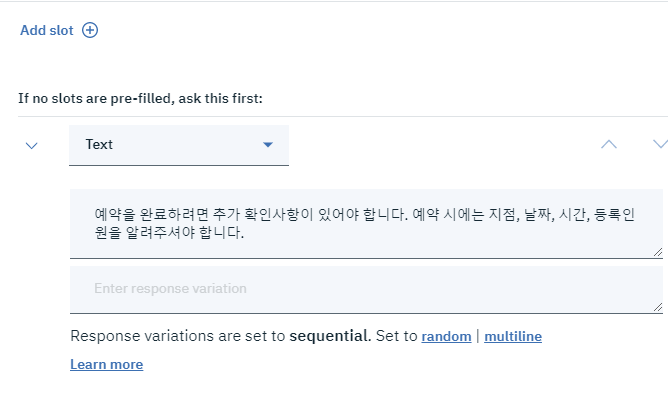 Add slot
If no slots are pre-filled, ask this first:
Text
예약을 완료하려면 추가 확인사항이 있어야 합니다. 예약 시에는 지점, 날짜, 시간, 등록인
원을 알려주셔야 합니다.
Enter response variation
Response variations are set to sequential. Set to random | multiline
Learn more